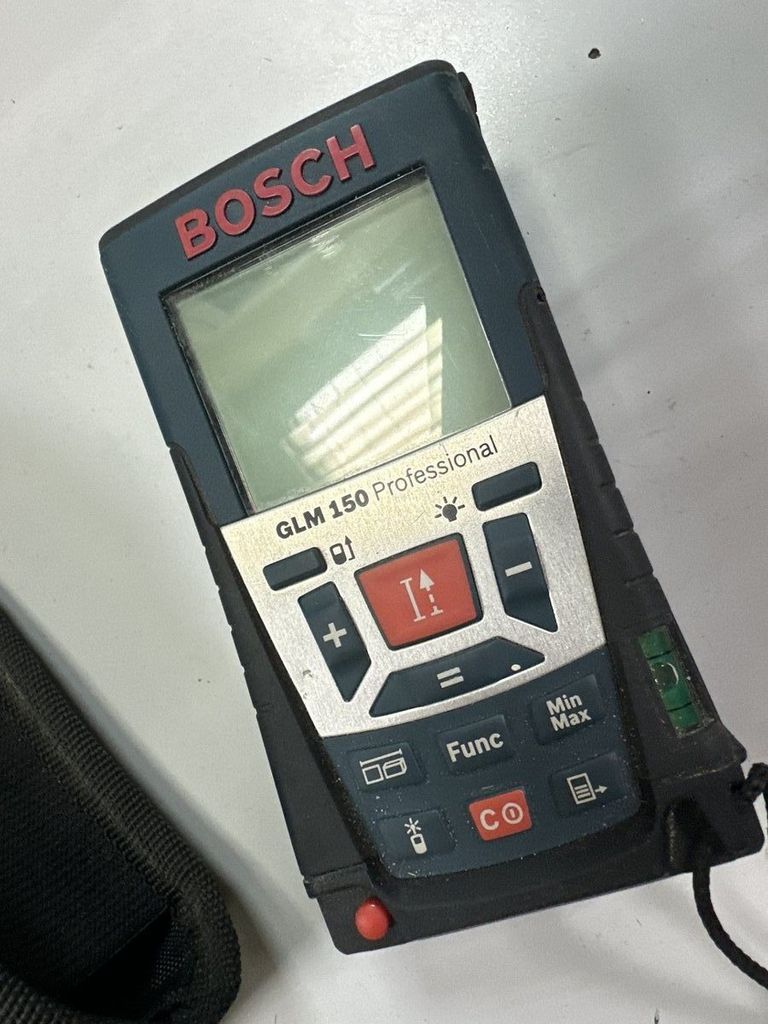 BOSCH
GLM 150 Professional
+
−
=
Func
Min
Max
C